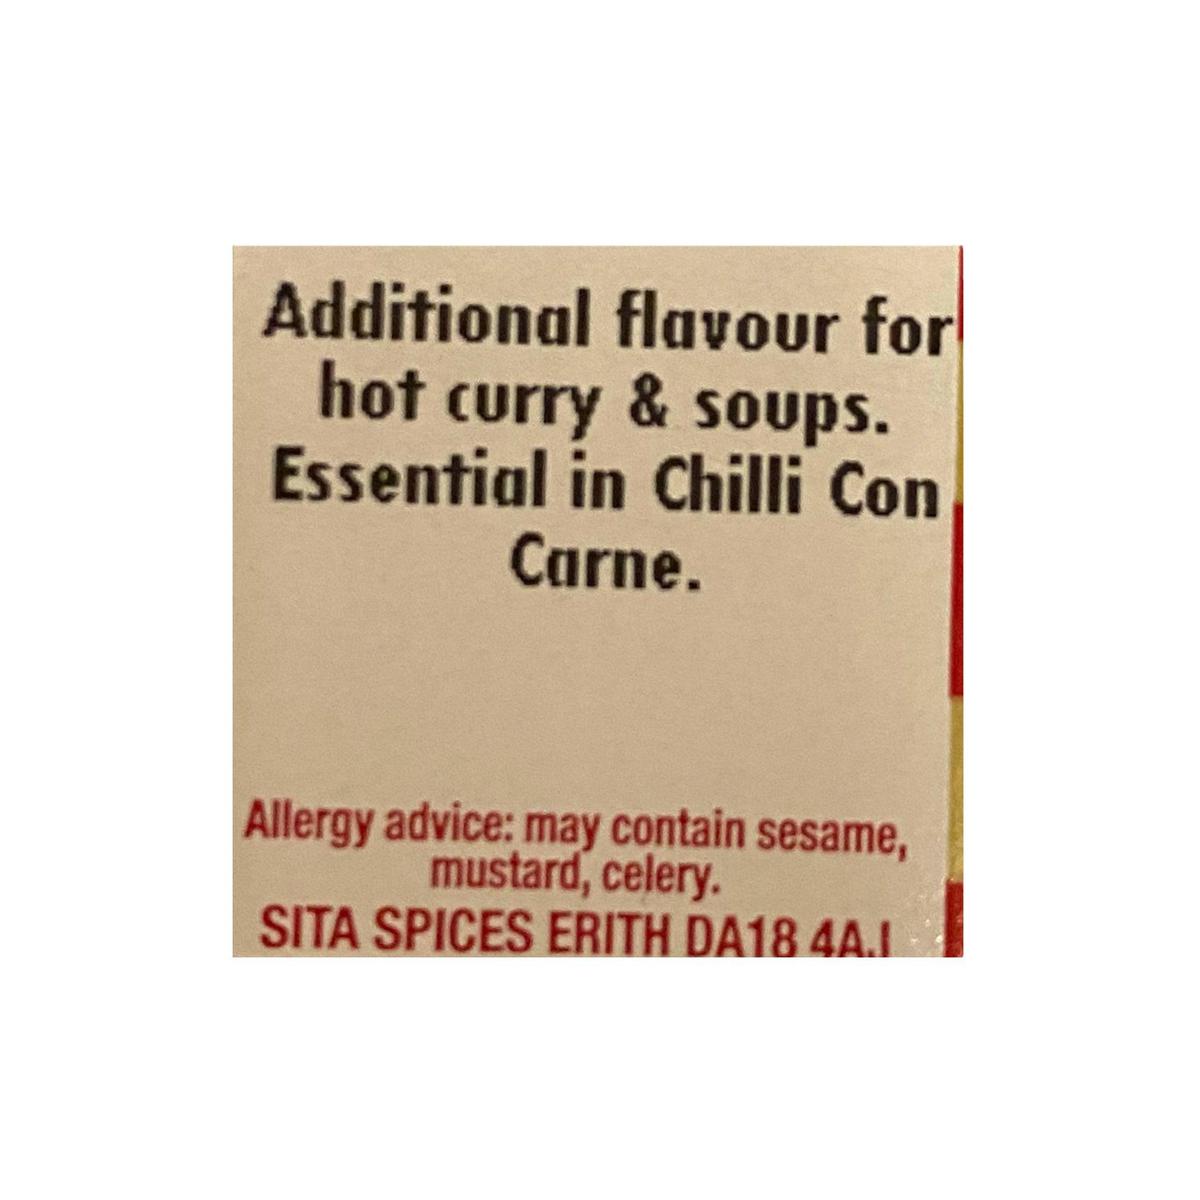 Additional flavour for
hot curry & soups.
Essential in Chilli Con
Carne.
Allergy advice: may contain sesame,
mustard, celery.
SITA SPICES ERITH DA18 4AJ